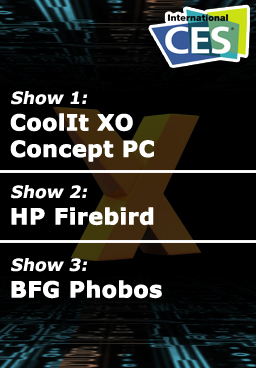 International
CES
Show 1:
CoolIt XO
Concept PC
Show 2:
HP Firebird
Show 3:
BFG Phobos